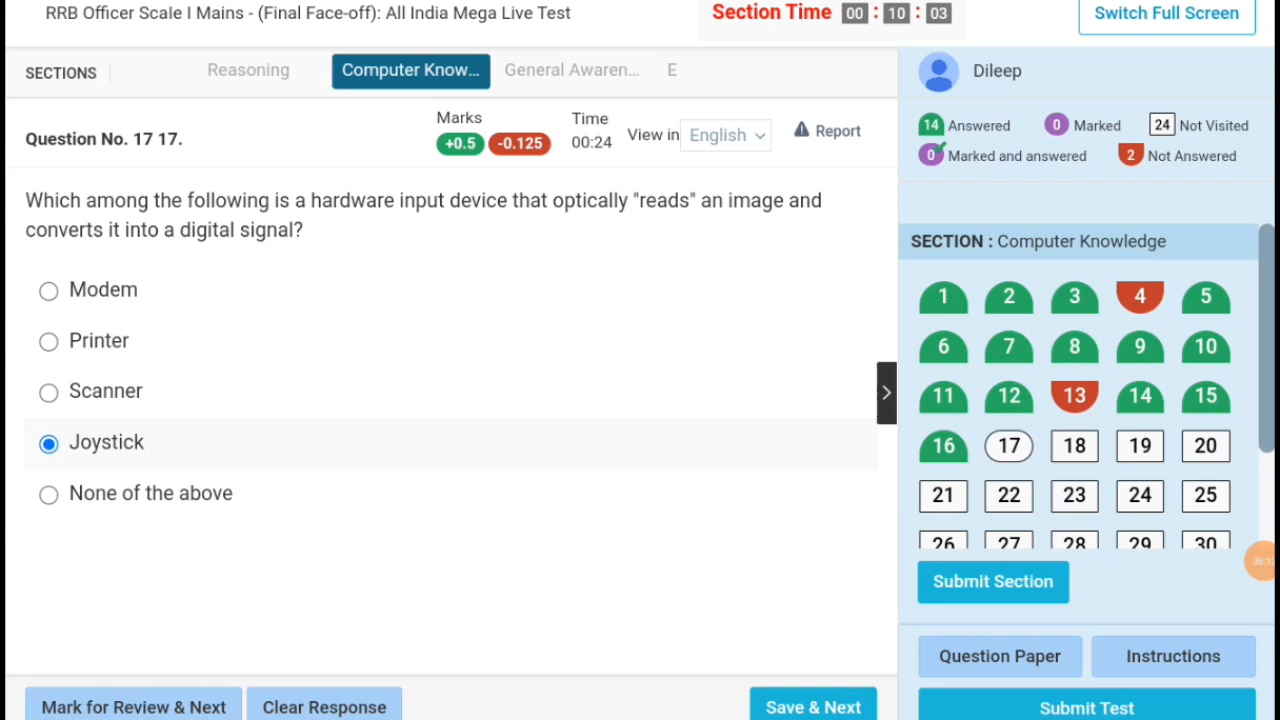 RRB Officer Scale I Mains - (Final Face-off): All India Mega Live Test
Section Time 00 : 10 : 03
Switch Full Screen
SECTIONS
Reasoning
Computer Know...
General Awaren...
E
Dileep
Question No. 17 17.
Marks
+0.5 -0.125
Time
00:24
View in English
Report
14 Answered
0 Marked
24 Not Visited
0 Marked and answered
2 Not Answered
Which among the following is a hardware input device that optically "reads" an image and
converts it into a digital signal?
Modem
Printer
Scanner
Joystick
None of the above
SECTION : Computer Knowledge
1 2 3 4 5
6 7 8 9 10
11 12 13 14 15
16 17 18 19 20
21 22 23 24 25
26 27 28 29 30
Submit Section
Question Paper
Instructions
Mark for Review & Next
Clear Response
Save & Next
Submit Test